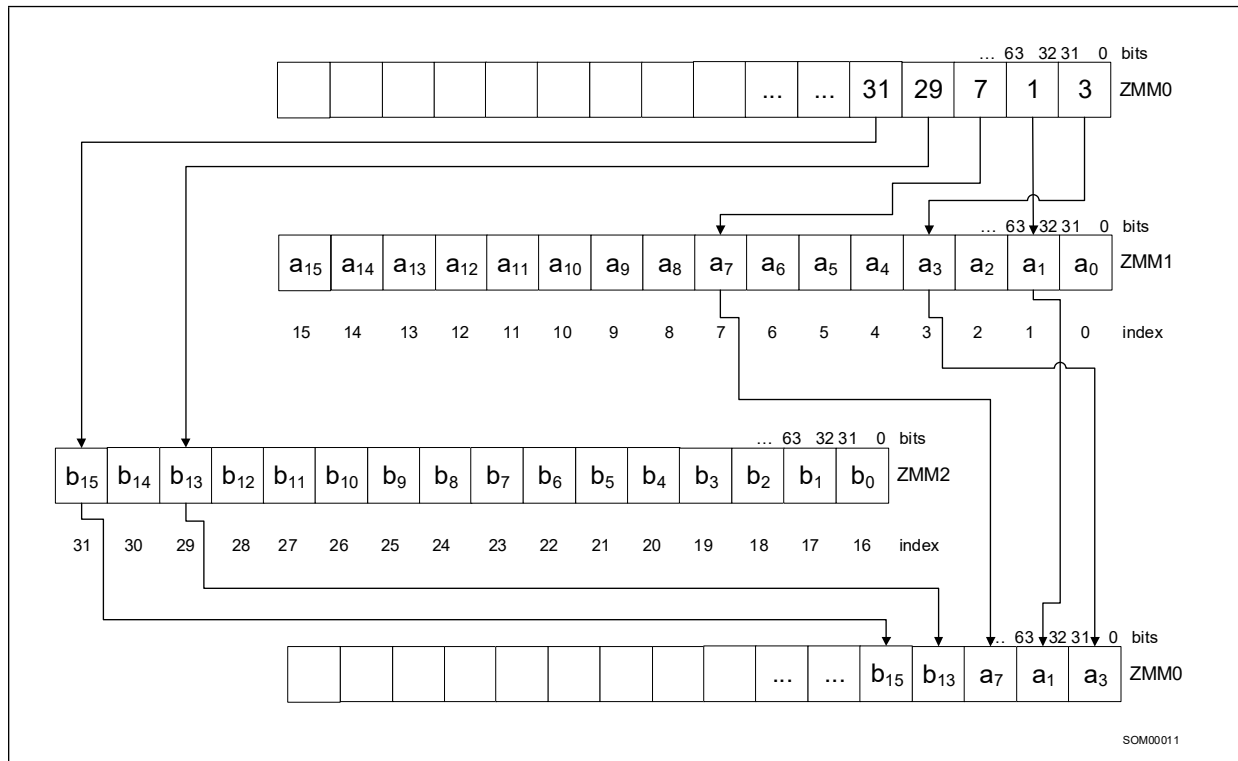 ... 63 32 31 0 bits
... ... 31 29 7 1 3 ZMM0
... 63 32 31 0 bits
a₁₅ a₁₄ a₁₃ a₁₂ a₁₁ a₁₀ a₉ a₈ a₇ a₆ a₅ a₄ a₃ a₂ a₁ a₀ ZMM1
15 14 13 12 11 10 9 8 7 6 5 4 3 2 1 0 index
... 63 32 31 0 bits
b₁₅ b₁₄ b₁₃ b₁₂ b₁₁ b₁₀ b₉ b₈ b₇ b₆ b₅ b₄ b₃ b₂ b₁ b₀ ZMM2
31 30 29 28 27 26 25 24 23 22 21 20 19 18 17 16 index
.. 63 32 31 0 bits
... ... b₁₅ b₁₃ a₇ a₁ a₃ ZMM0
SOM00011